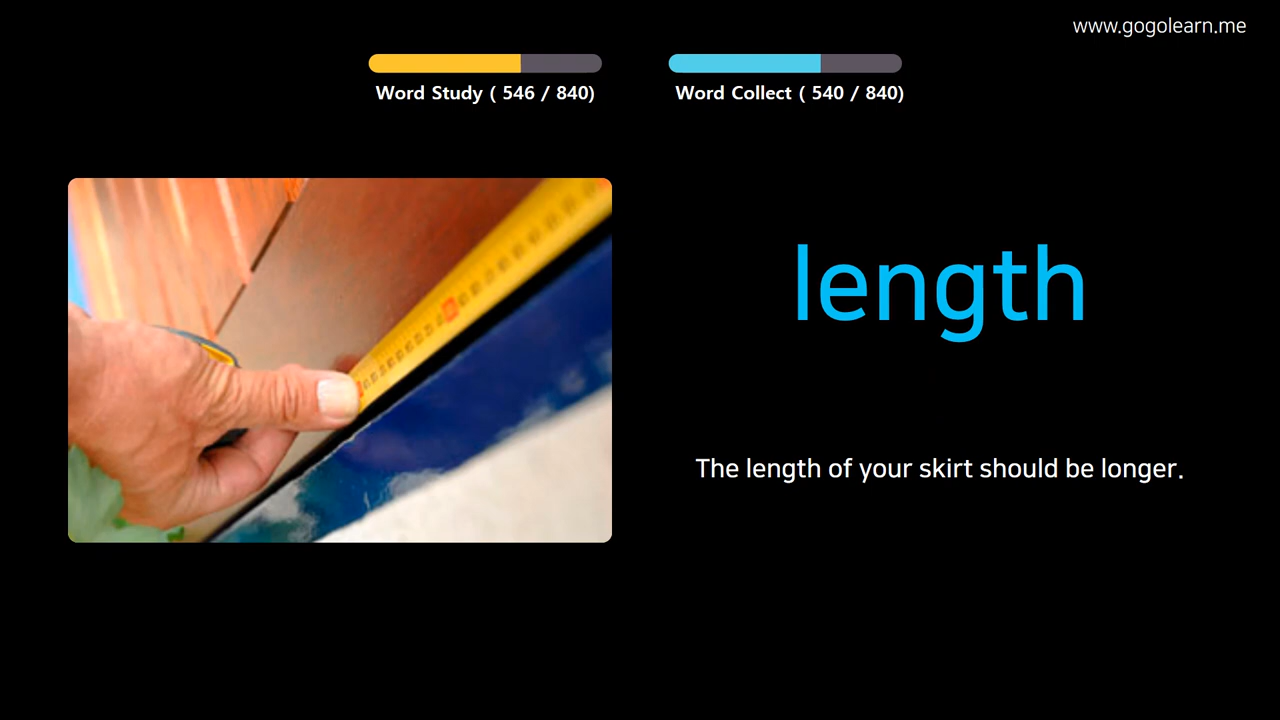 www.gogolearn.me
Word Study ( 546 / 840)
Word Collect ( 540 / 840)
length
The length of your skirt should be longer.